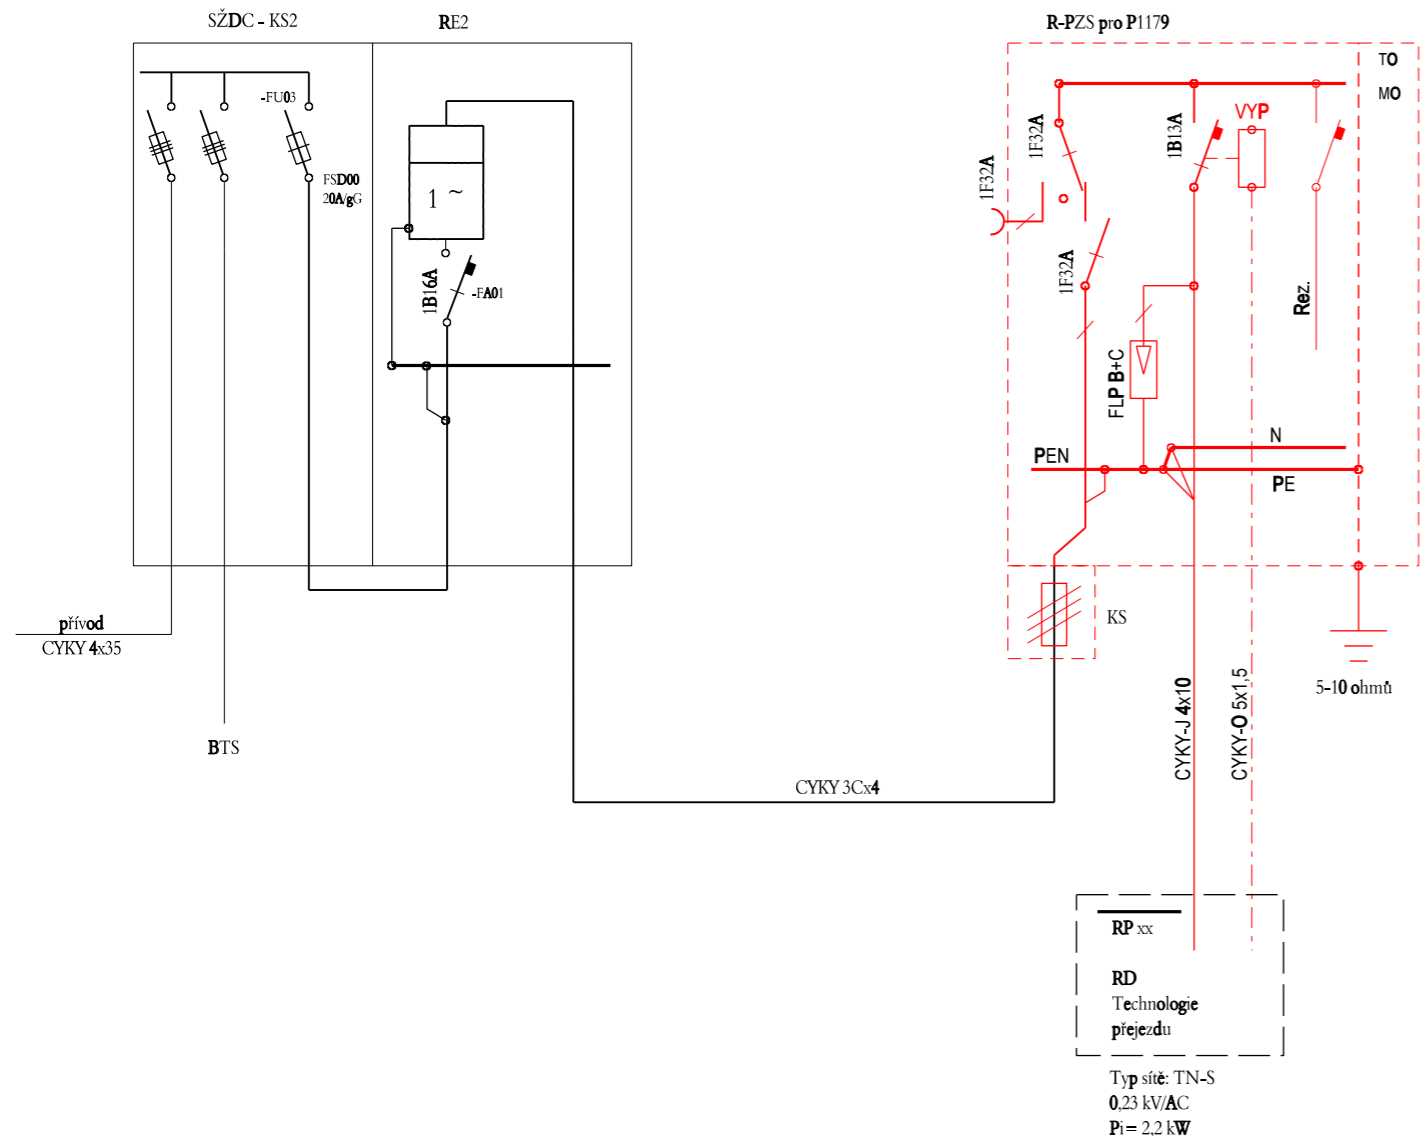 SŽDC - KS2
RE2
R-PZS pro P1179
TO
MO
-FU03
FSD00
20A/gG
1 ~
1B16A
-FA01
1F32A
1F32A
1F32A
1B13A
VYP
Rez.
FLP B+C
PEN
N
PE
přívod
CYKY 4x35
BTS
KS
5-10 ohmů
CYKY 3Cx4
CYKY-J 4x10
CYKY-O 5x1,5
RP xx
RD
Technologie
přejezdu
Typ sítě: TN-S
0,23 kV/AC
Pi = 2,2 kW